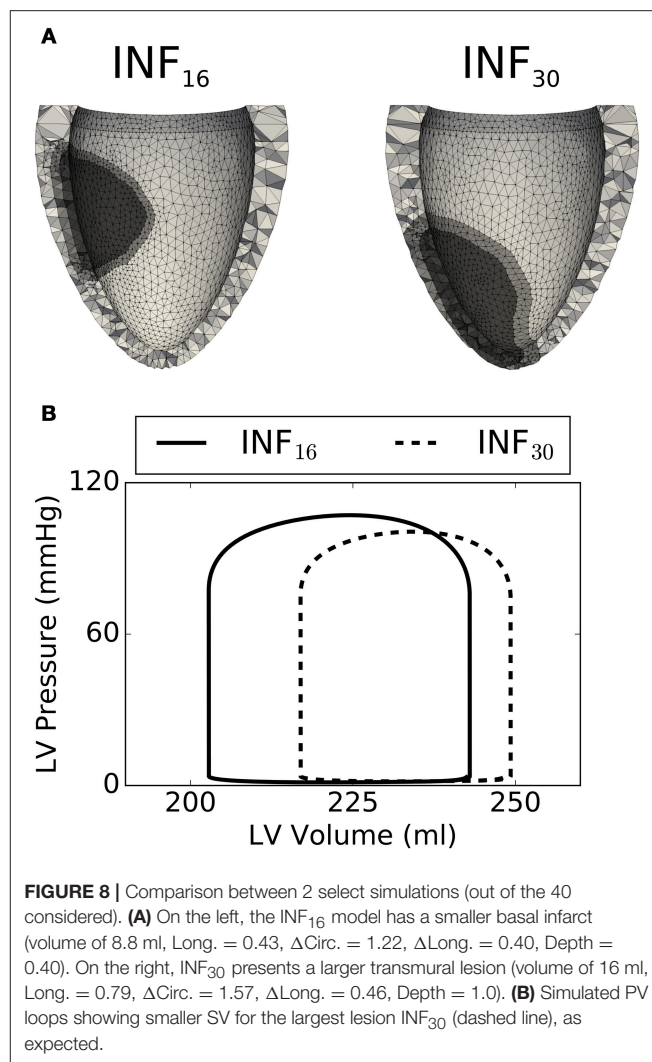 A
INF16 INF30
B
INF16 INF30
120
60
0
LV Pressure (mmHg)
200 225 250
LV Volume (ml)
FIGURE 8 | Comparison between 2 select simulations (out of the 40
considered). (A) On the left, the INF16 model has a smaller basal infarct
(volume of 8.8 ml, Long. = 0.43, ΔCirc. = 1.22, ΔLong. = 0.40, Depth =
0.40). On the right, INF30 presents a larger transmural lesion (volume of 16 ml,
Long. = 0.79, ΔCirc. = 1.57, ΔLong. = 0.46, Depth = 1.0). (B) Simulated PV
loops showing smaller SV for the largest lesion INF30 (dashed line), as
expected.